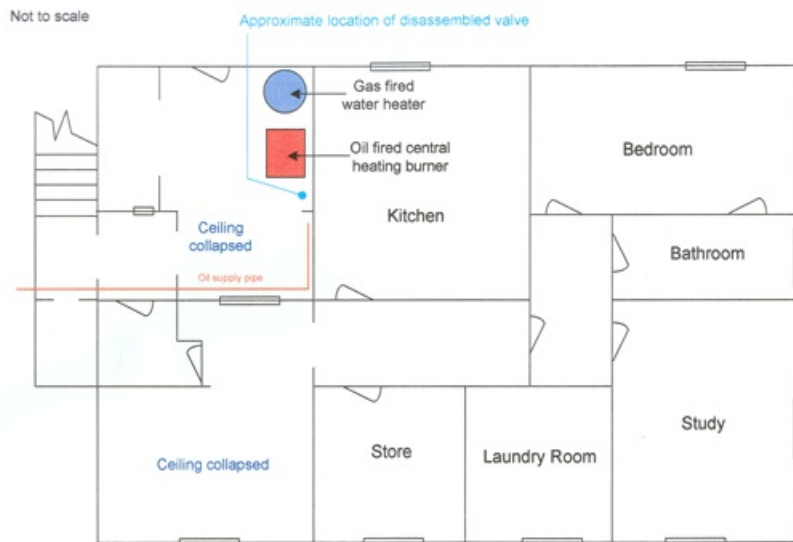 Not to scale
Approximate location of disassembled valve
Gas fired
water heater
Oil fired central
heating burner
Bedroom
Kitchen
Ceiling
collapsed
Bathroom
Oil supply pipe
Ceiling collapsed
Store
Laundry Room
Study